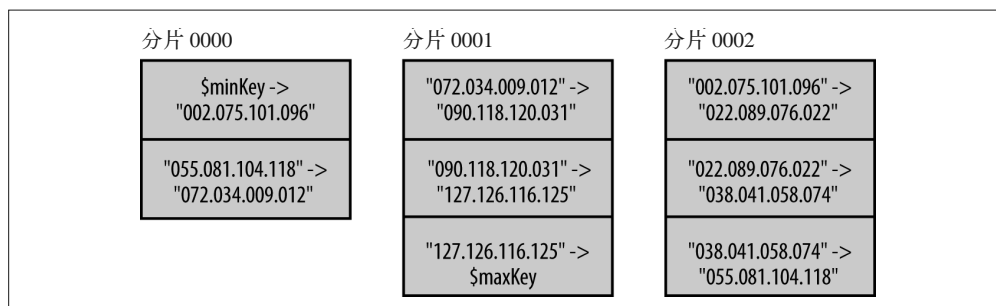 分片 0000
$minKey ->
"002.075.101.096"
"055.081.104.118" ->
"072.034.009.012"
分片 0001
"072.034.009.012" ->
"090.118.120.031"
"090.118.120.031" ->
"127.126.116.125"
"127.126.116.125" ->
$maxKey
分片 0002
"002.075.101.096" ->
"022.089.076.022"
"022.089.076.022" ->
"038.041.058.074"
"038.041.058.074" ->
"055.081.104.118"